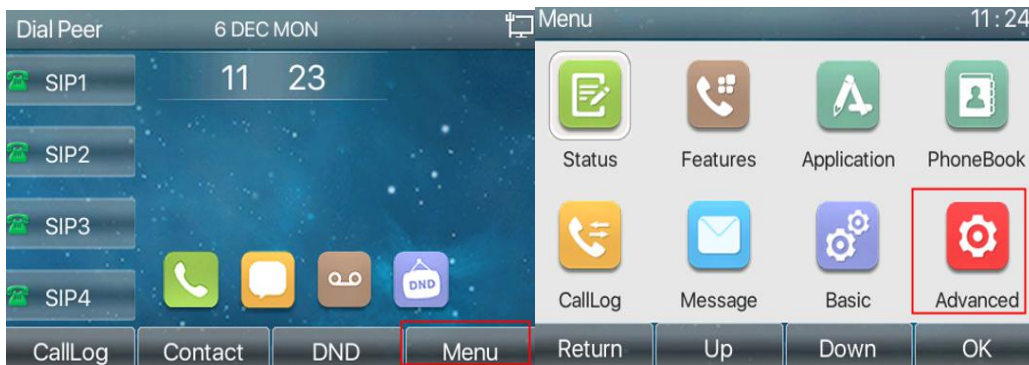 Dial Peer 6 DEC MON
11 23
SIP1
SIP2
SIP3
SIP4
DND
CallLog Contact DND Menu
Menu 11:24
Status Features Application PhoneBook
CallLog Message Basic Advanced
Return Up Down OK